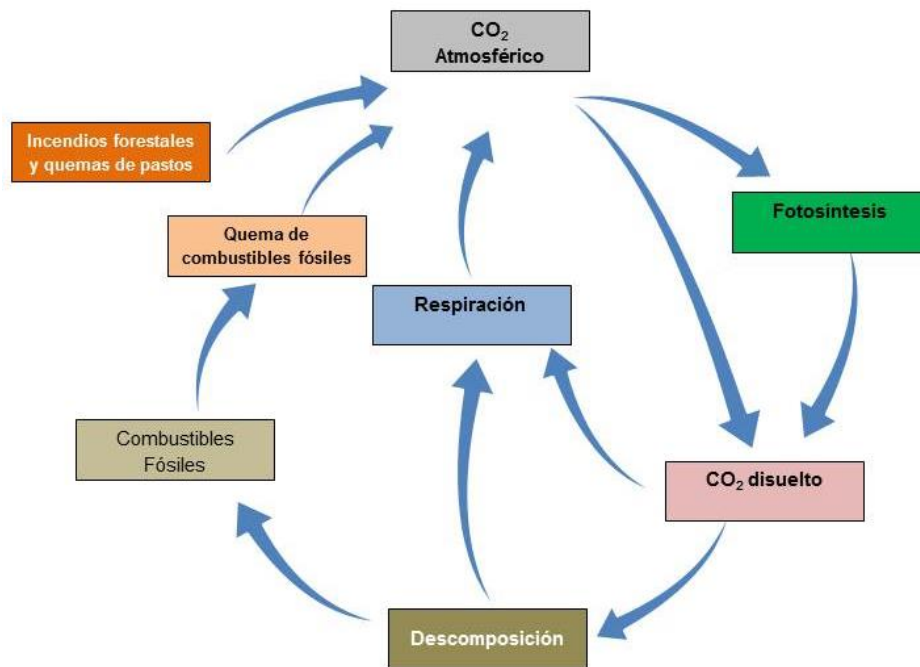 CO₂
Atmosférico
Incendios forestales
y quemas de pastos
Fotosíntesis
Quema de
combustibles fósiles
Respiración
Combustibles
Fósiles
CO₂ disuelto
Descomposición